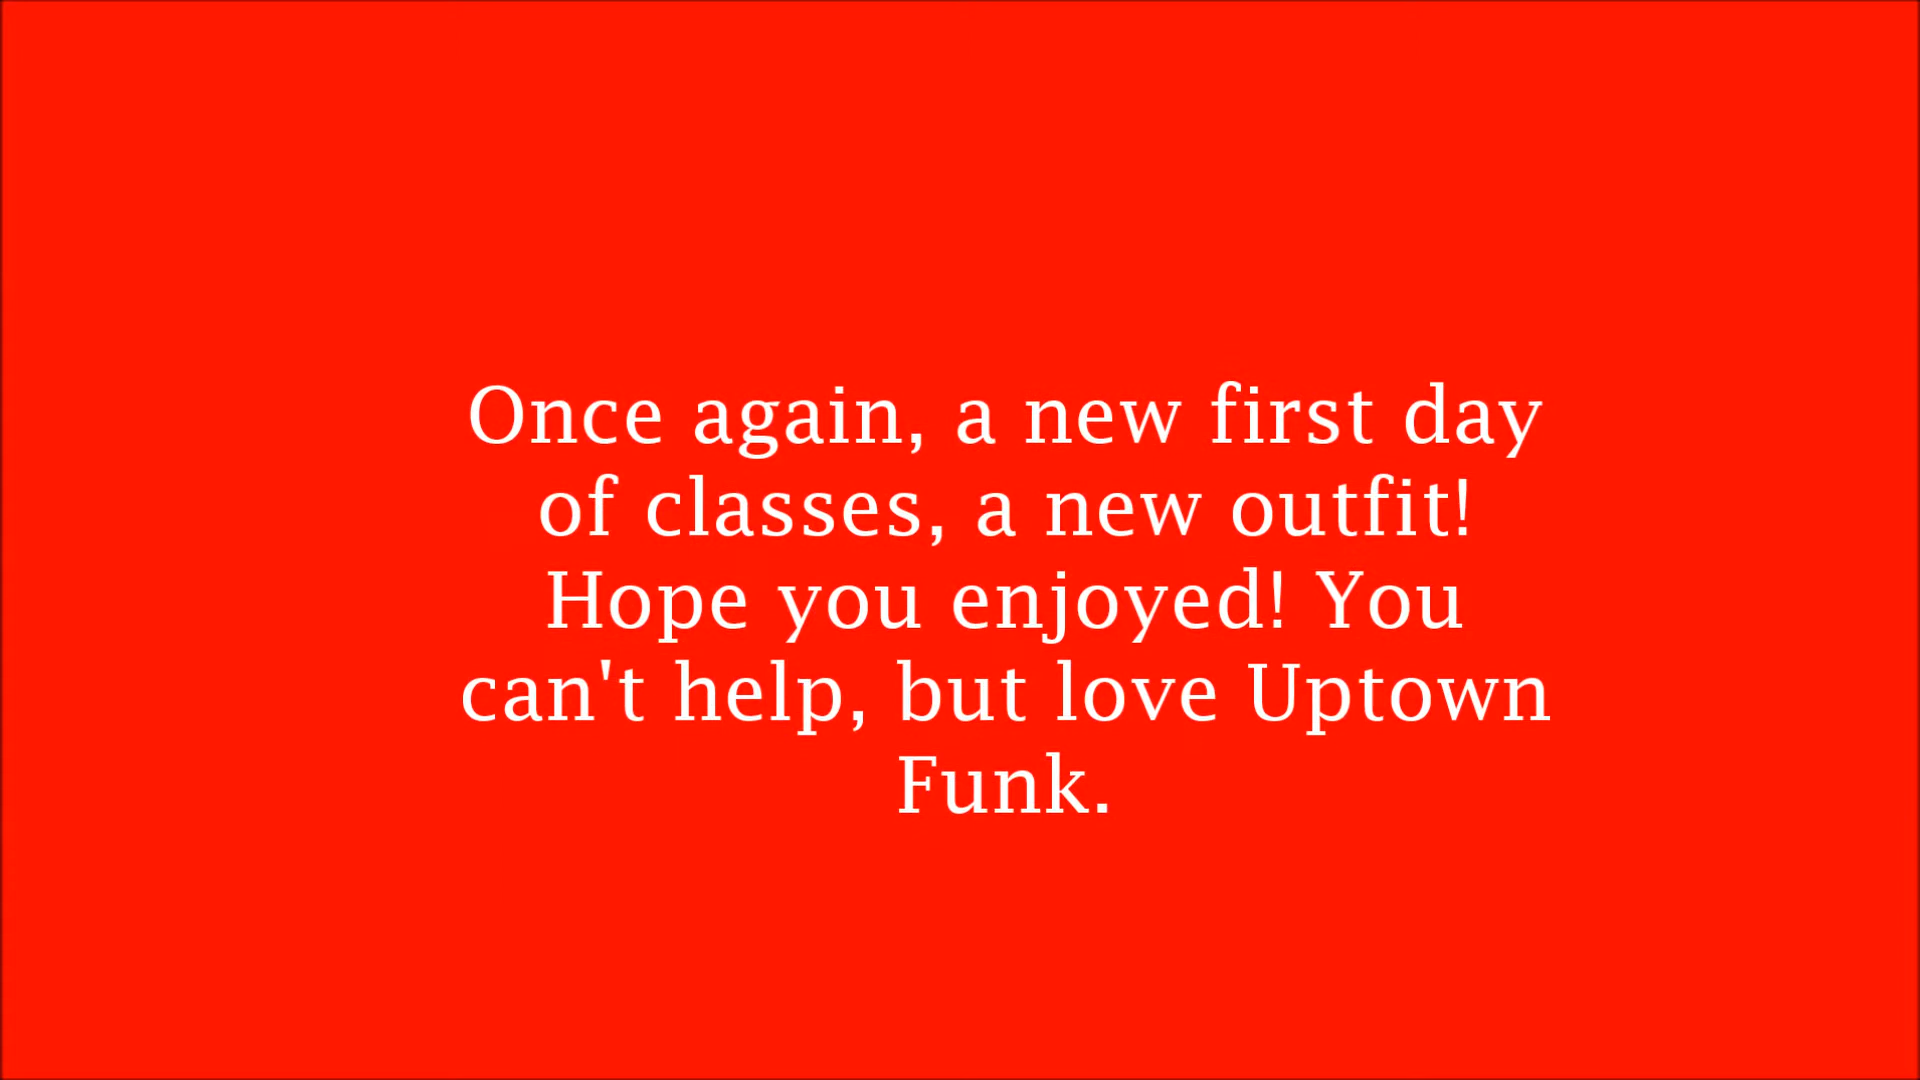 Once again, a new first day
of classes, a new outfit!
Hope you enjoyed! You
can't help, but love Uptown
Funk.